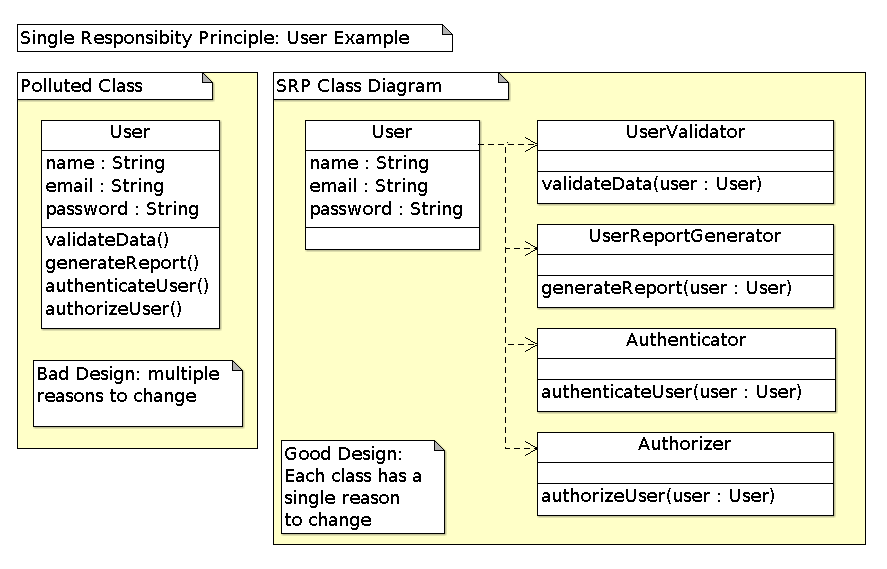 Single Responsibity Principle: User Example
Polluted Class
User
name : String
email : String
password : String
validateData()
generateReport()
authenticateUser()
authorizeUser()
Bad Design: multiple
reasons to change
SRP Class Diagram
User
name : String
email : String
password : String
UserValidator
validateData(user : User)
UserReportGenerator
generateReport(user : User)
Authenticator
authenticateUser(user : User)
Authorizer
authorizeUser(user : User)
Good Design:
Each class has a
single reason
to change